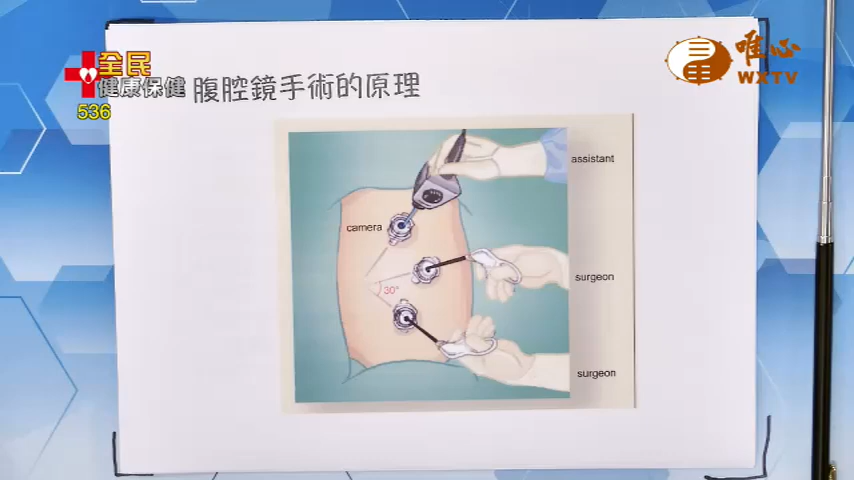 全民
健康保健
536
唯心
WXTV
腹腔鏡手術的原理
assistant
camera
surgeon
30°
surgeon